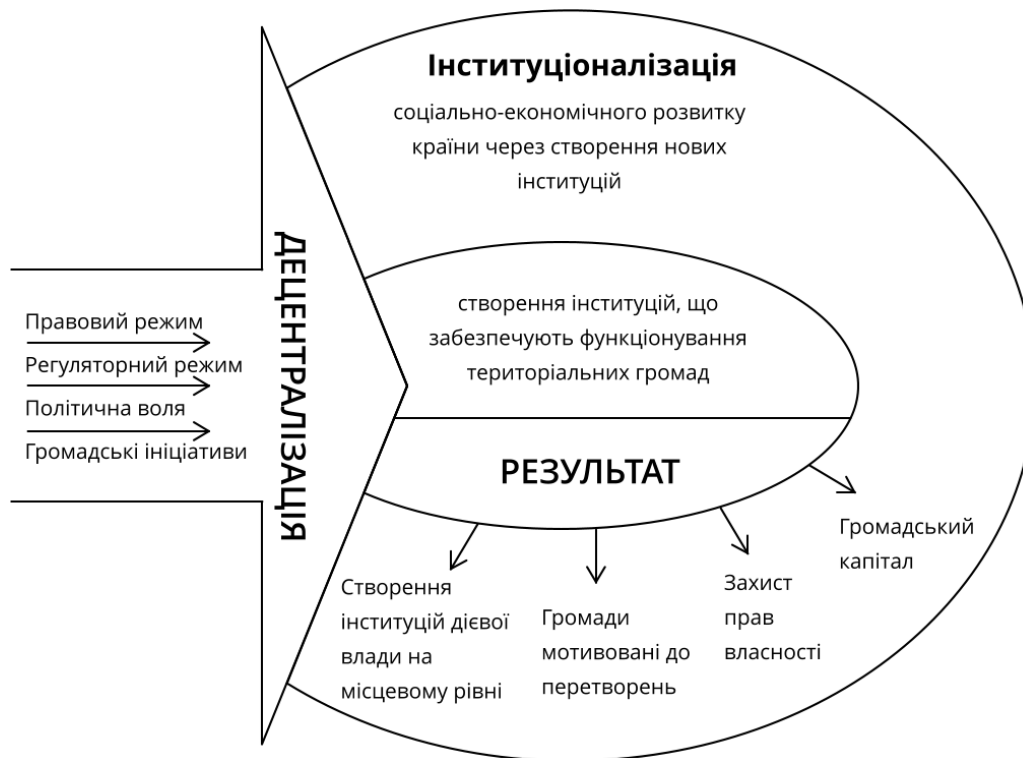 Інституціоналізація
соціально-економічного розвитку
країни через створення нових
інституцій
ДЕЦЕНТРАЛІЗАЦІЯ
Правовий режим
Регуляторний режим
Політична воля
Громадські ініціативи
створення інституцій, що
забезпечують функціонування
територіальних громад
РЕЗУЛЬТАТ
Створення
інституцій дієвої
влади на
місцевому рівні
Громади
мотивовані до
перетворень
Захист
прав
власності
Громадський
капітал